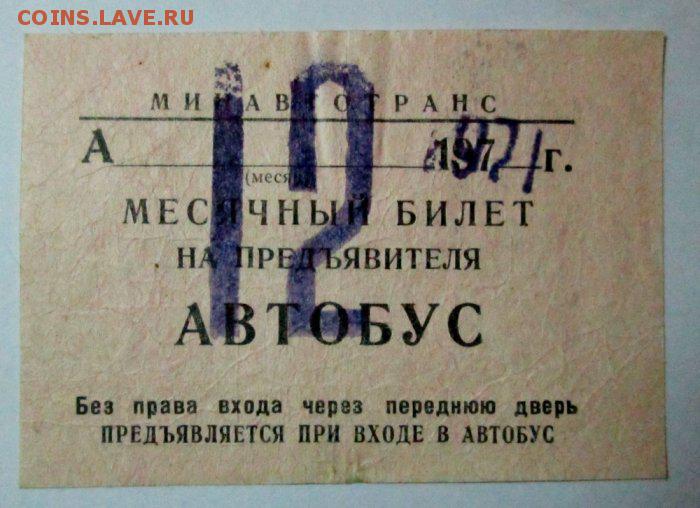 COINS.LAVE.RU
МИНАВТОТРАНС
12
А 197 1971 г.
(месяц)
МЕСЯЧНЫЙ БИЛЕТ
НА ПРЕДЪЯВИТЕЛЯ
АВТОБУС
Без права входа через переднюю дверь
ПРЕДЪЯВЛЯЕТСЯ ПРИ ВХОДЕ В АВТОБУС